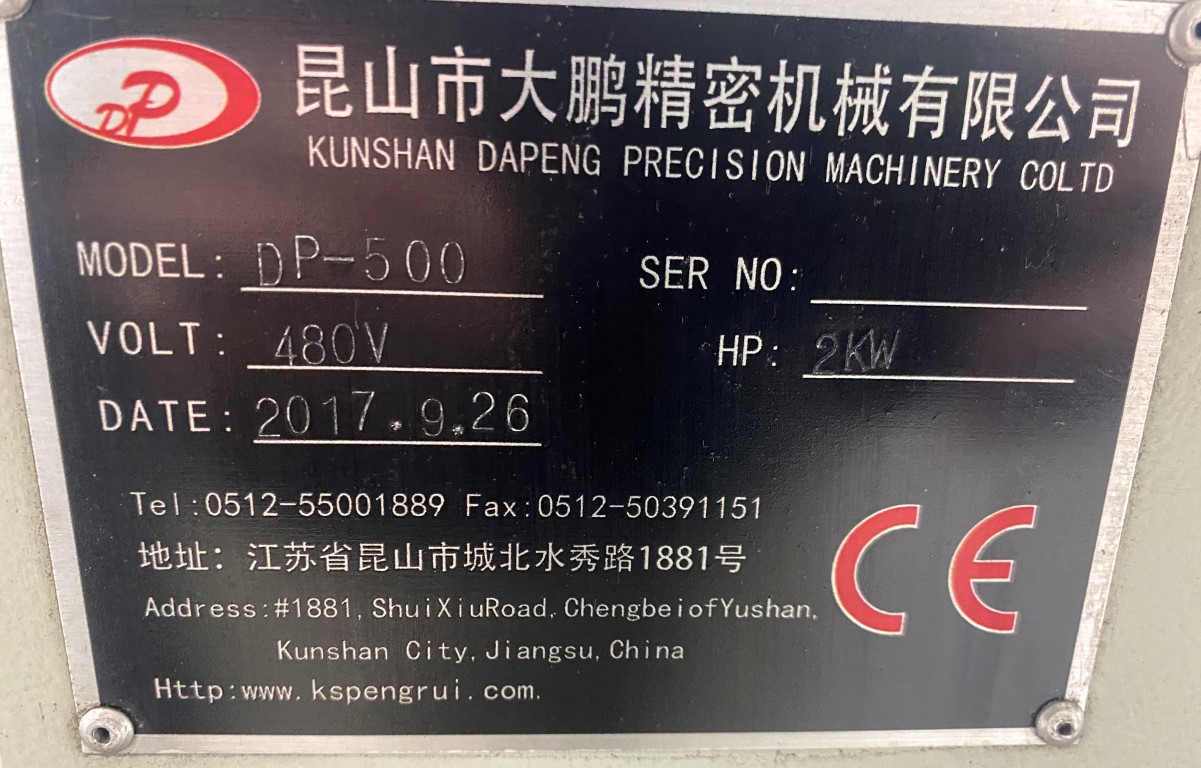 DP
昆山市大鹏精密机械有限公司
KUNSHAN DAPENG PRECISION MACHINERY COLTD
MODEL: DP-500 SER NO:
VOLT: 480V HP: 2KW
DATE: 2017.9.26
Tel:0512-55001889 Fax:0512-50391151
地址：江苏省昆山市城北水秀路1881号
Address:#1881,ShuiXiuRoad,ChengbeiofYushan,
Kunshan City,Jiangsu,China
Http:www.kspengrui.com.
CE